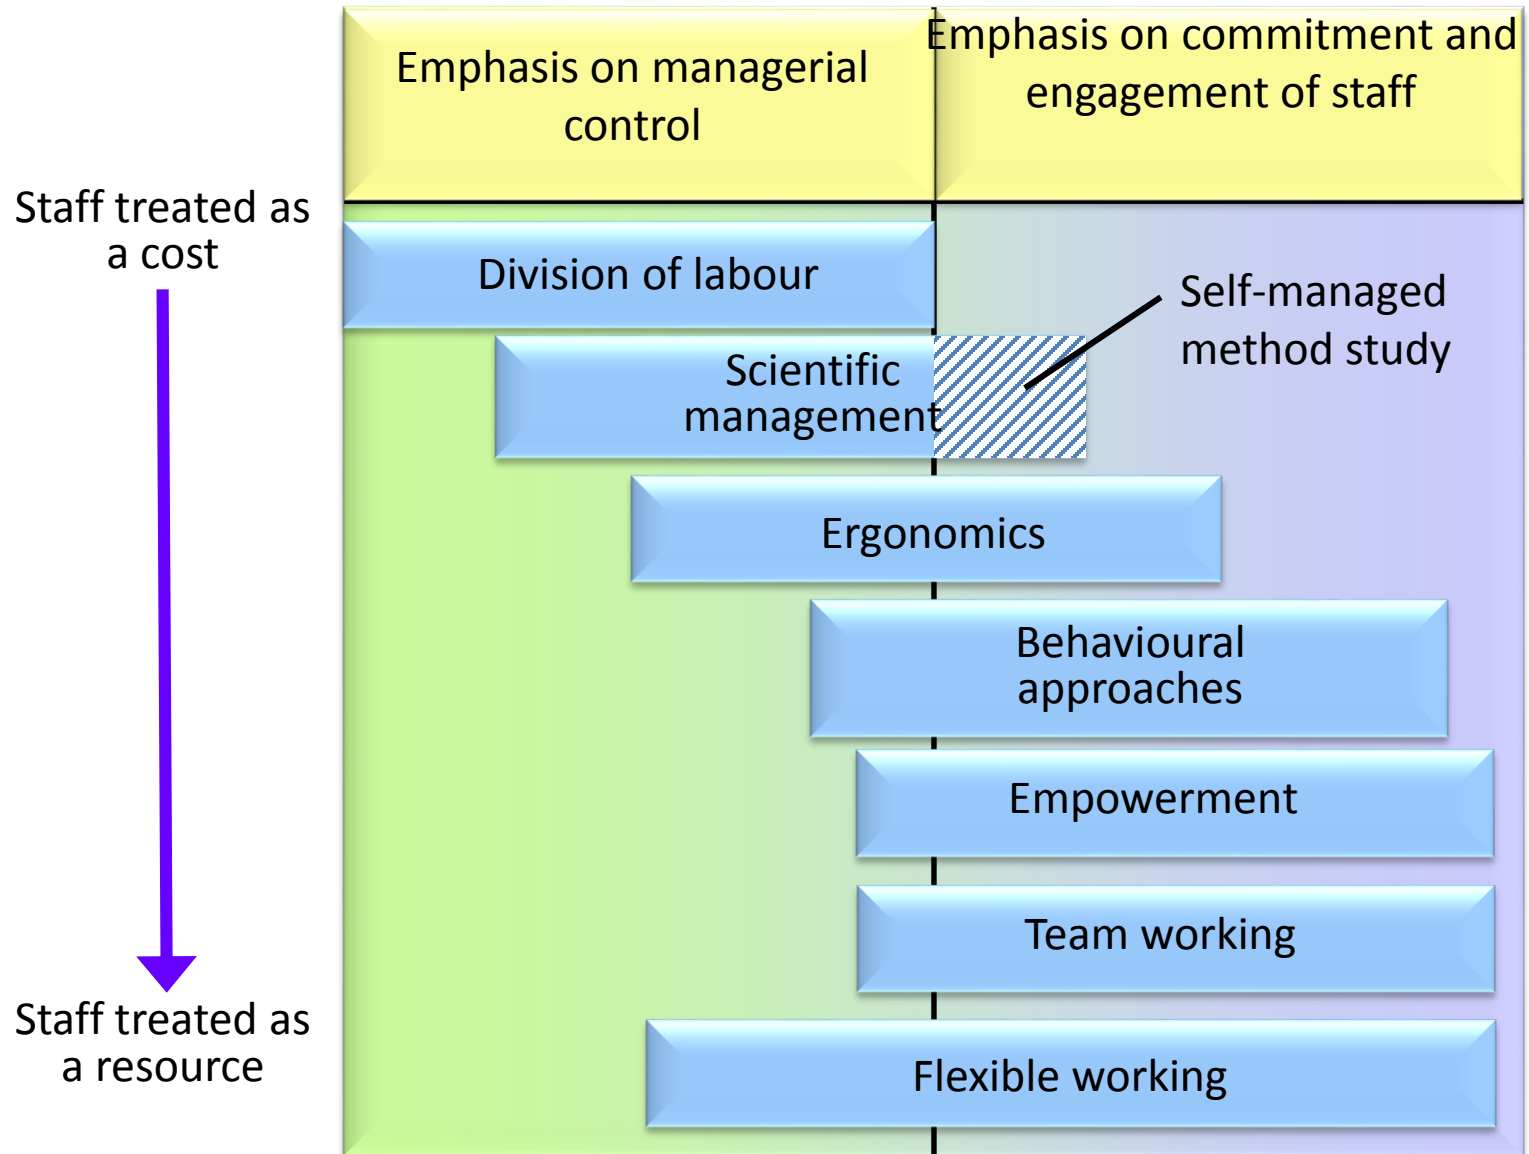 Emphasis on managerial
control
Emphasis on commitment and
engagement of staff
Staff treated as
a cost
Division of labour
Self-managed
method study
Scientific
management
Ergonomics
Behavioural
approaches
Empowerment
Team working
Staff treated as
a resource
Flexible working